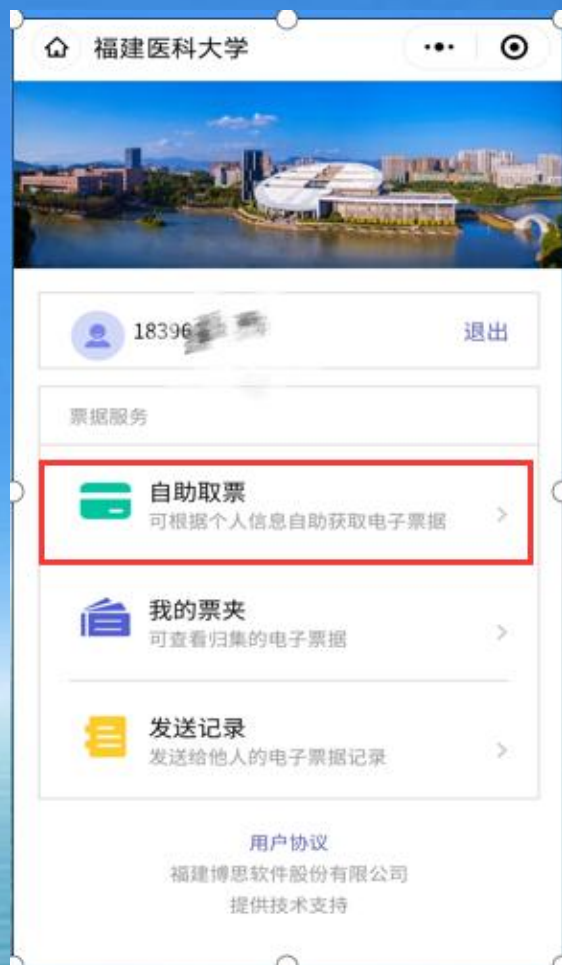 福建医科大学
18396
退出
票据服务
自助取票
可根据个人信息自助获取电子票据
我的票夹
可查看归集的电子票据
发送记录
发送给他人的电子票据记录
用户协议
福建博思软件股份有限公司
提供技术支持